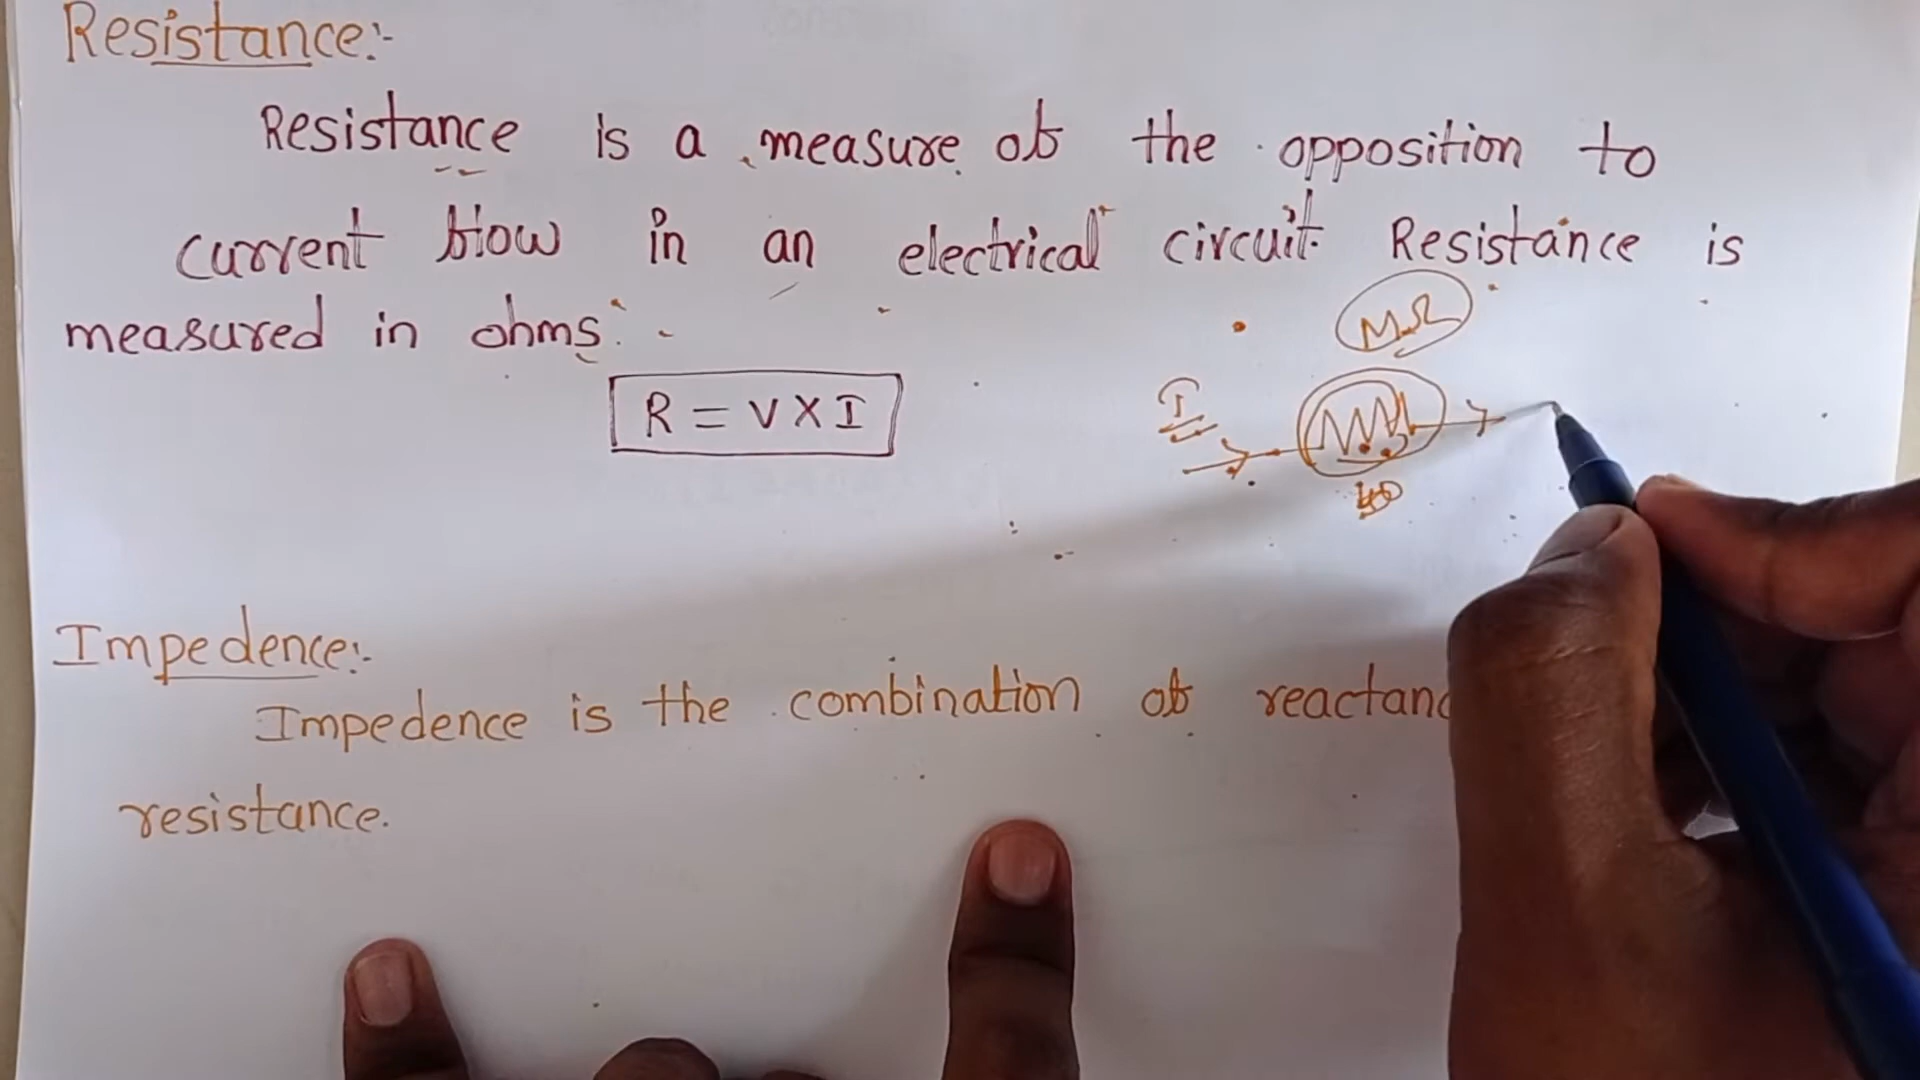 Resistance:-
Resistance is a measure of the opposition to
current flow in an electrical circuit. Resistance is
measured in ohms.
MΩ
R = V X I
I
Impedence:-
Impedence is the combination of
resistance.